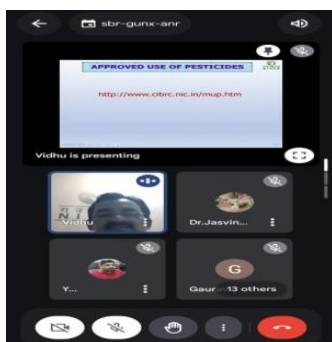 sbr-gunx-anr
APPROVED USE OF PESTICIDES
http://www.cibrc.nic.in/mup.htm
Vidhu is presenting
Vidhu
Dr.Jasvin...
Y...
G
Gaur
13 others